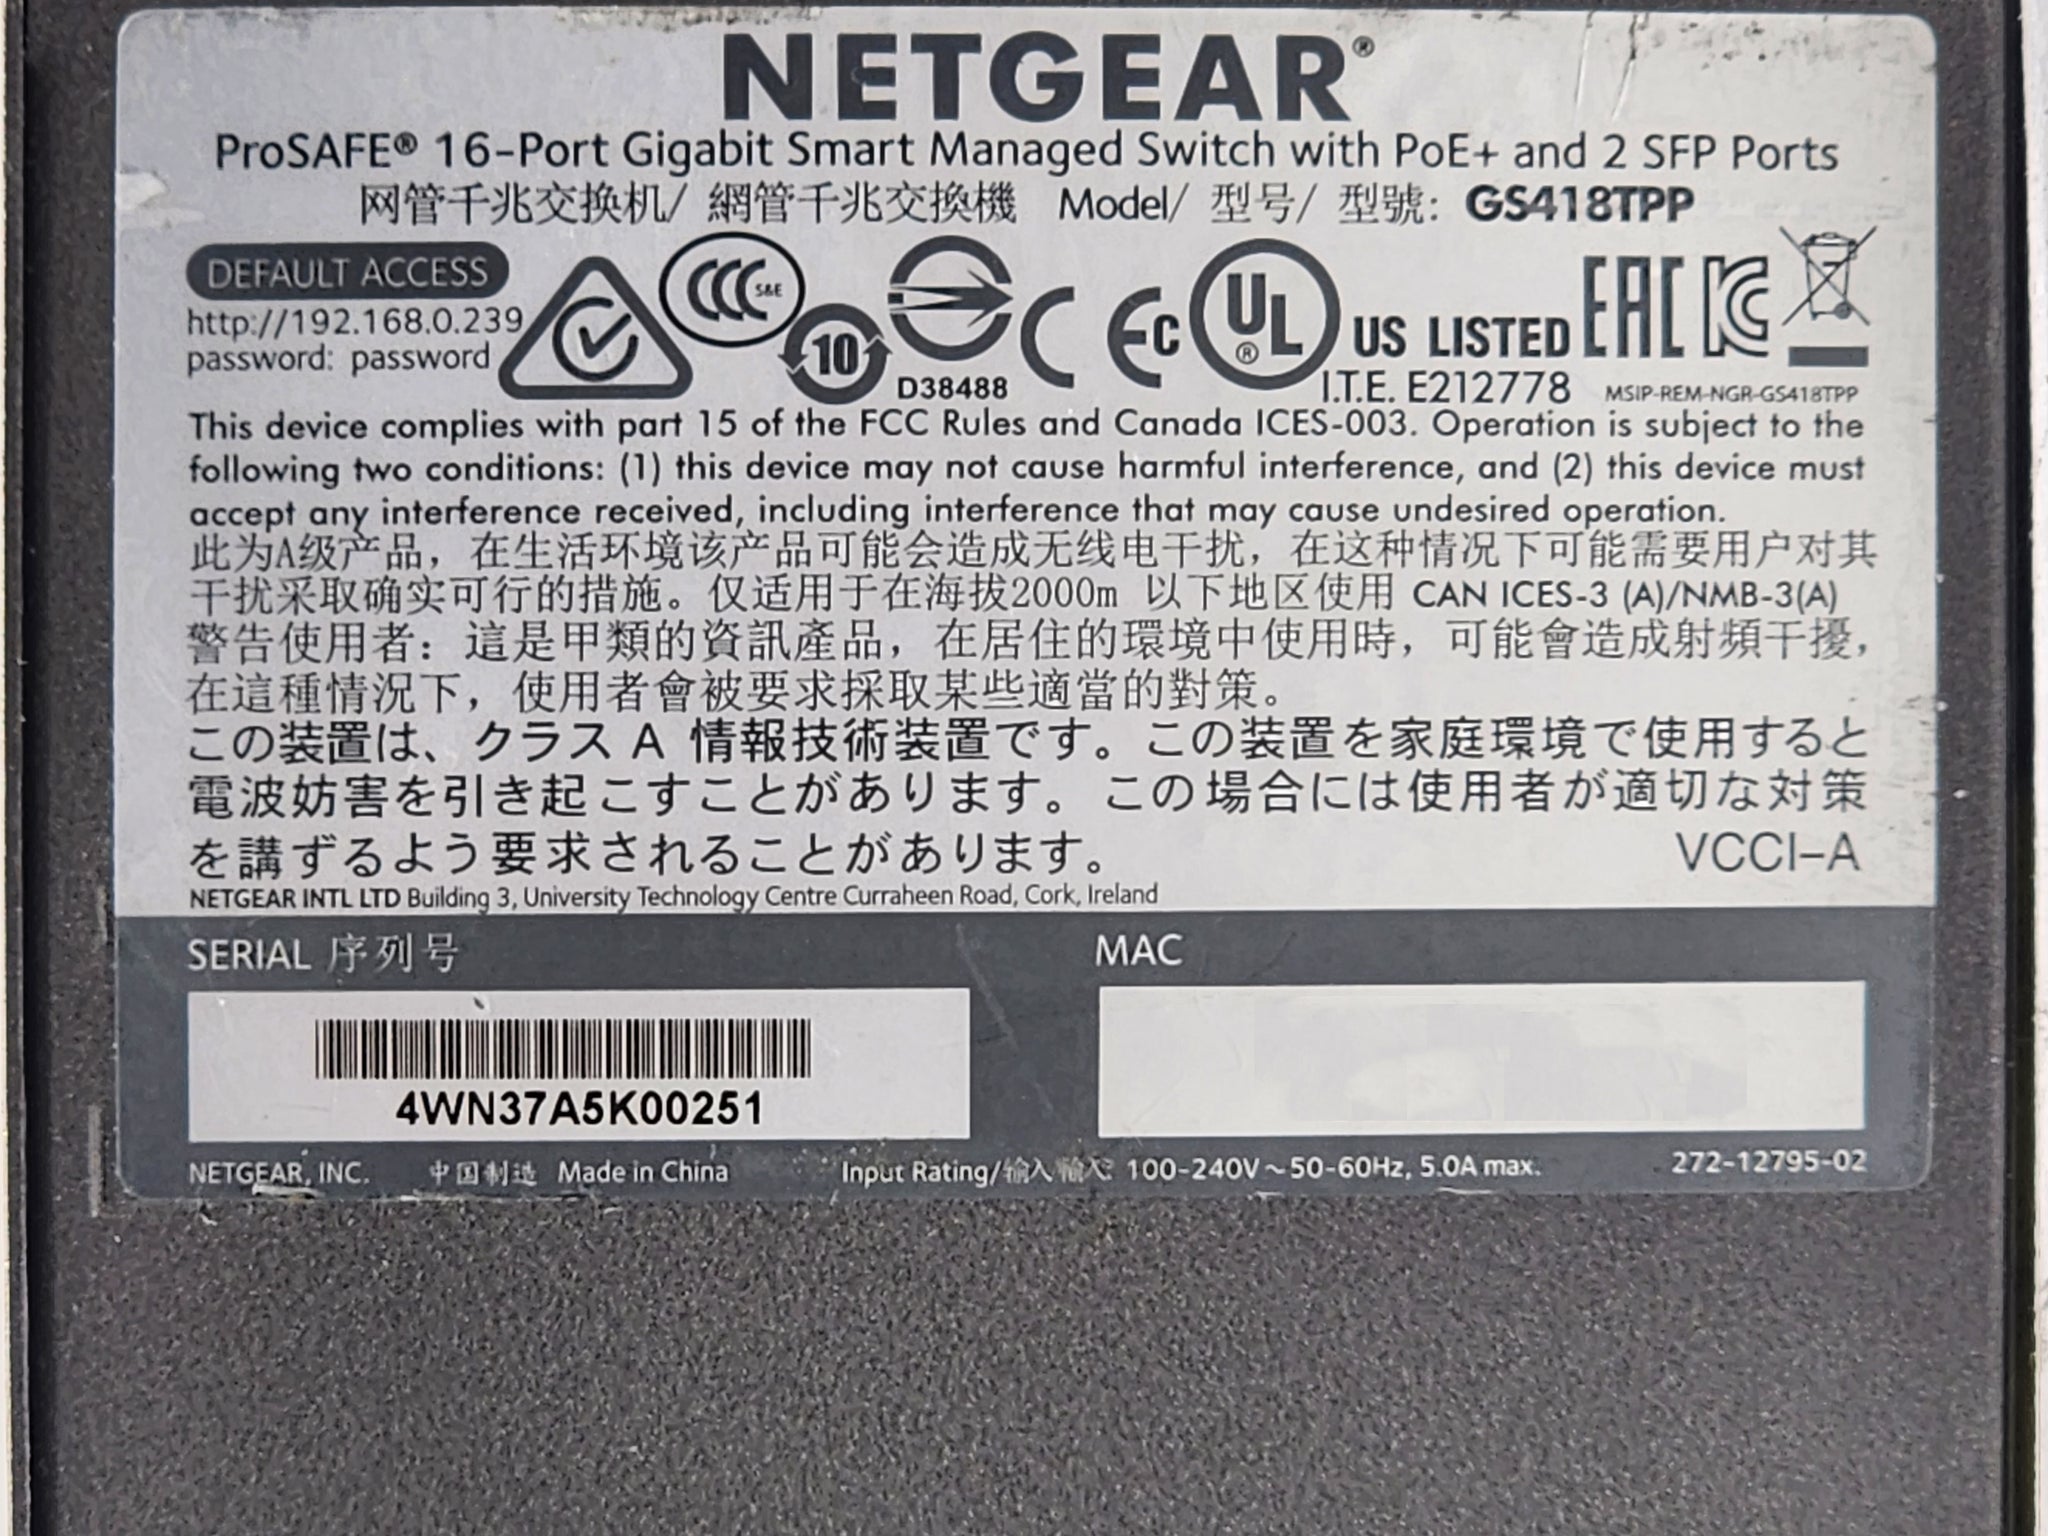 NETGEAR®
ProSAFE® 16-Port Gigabit Smart Managed Switch with PoE+ and 2 SFP Ports
网管千兆交换机/ 網管千兆交換機 Model/ 型号/ 型號: GS418TPP
DEFAULT ACCESS
http://192.168.0.239
password: password
CCC S&E
10
D38488
CE EC
UL® US LISTED
I.T.E. E212778
EAC KC
MSIP-REM-NGR-GS418TPP
This device complies with part 15 of the FCC Rules and Canada ICES-003. Operation is subject to the
following two conditions: (1) this device may not cause harmful interference, and (2) this device must
accept any interference received, including interference that may cause undesired operation.
此为A级产品，在生活环境该产品可能会造成无线电干扰，在这种情况下可能需要用户对其
干扰采取确实可行的措施。仅适用于在海拔2000m 以下地区使用 CAN ICES-3 (A)/NMB-3(A)
警告使用者：這是甲類的資訊產品，在居住的環境中使用時，可能會造成射頻干擾，
在這種情況下，使用者會被要求採取某些適當的對策。
この装置は、クラス A 情報技術装置です。この装置を家庭環境で使用すると
電波妨害を引き起こすことがあります。この場合には使用者が適切な対策
を講ずるよう要求されることがあります。 VCCI-A
NETGEAR INTL LTD Building 3, University Technology Centre Curraheen Road, Cork, Ireland
SERIAL 序列号
MAC
4WN37A5K00251
NETGEAR, INC. 中国制造 Made in China Input Rating/输入/輸入: 100-240V~50-60Hz, 5.0A max. 272-12795-02